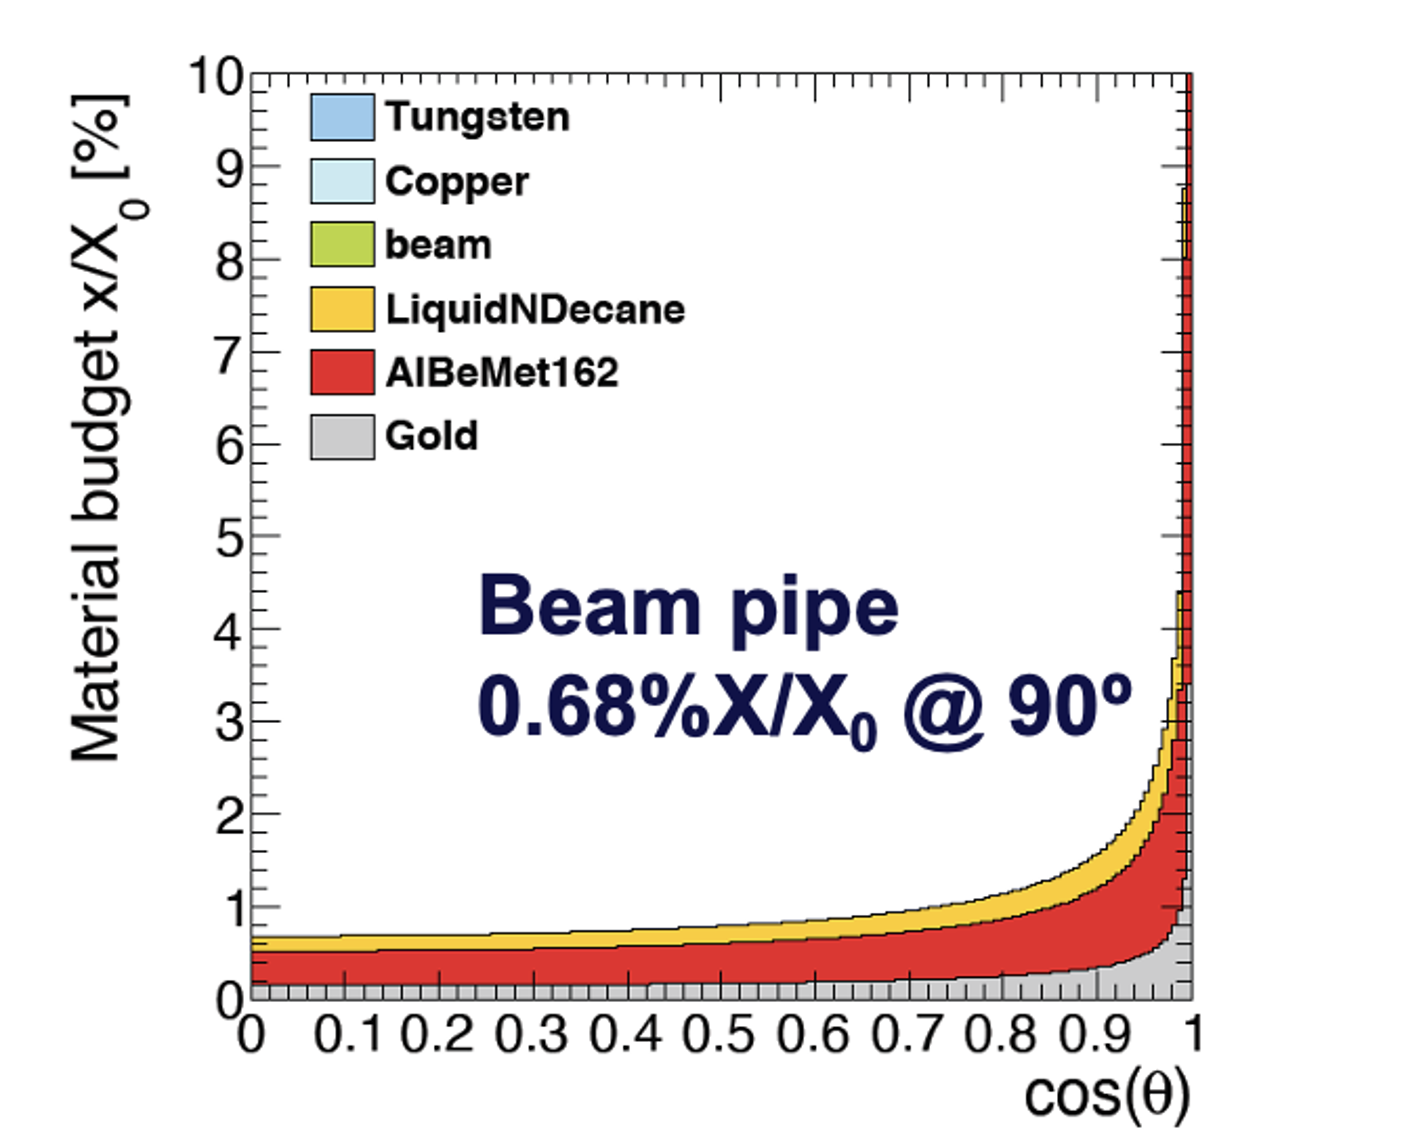 Material budget x/X0 [%]
10
9
8
7
6
5
4
3
2
1
0
Tungsten
Copper
beam
LiquidNDecane
AlBeMet162
Gold
Beam pipe
0.68%X/X0 @ 90º
0 0.1 0.2 0.3 0.4 0.5 0.6 0.7 0.8 0.9 1
cos(θ)